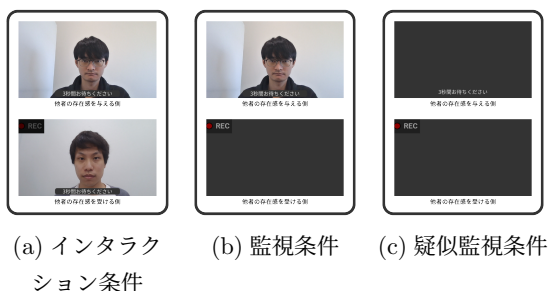 3秒間お待ちください
他者の存在感を与える側
REC
3秒間お待ちください
他者の存在感を受ける側
(a) インタラク
ション条件
3秒間お待ちください
他者の存在感を与える側
REC
他者の存在感を受ける側
(b) 監視条件
3秒間お待ちください
他者の存在感を与える側
REC
他者の存在感を受ける側
(c) 疑似監視条件